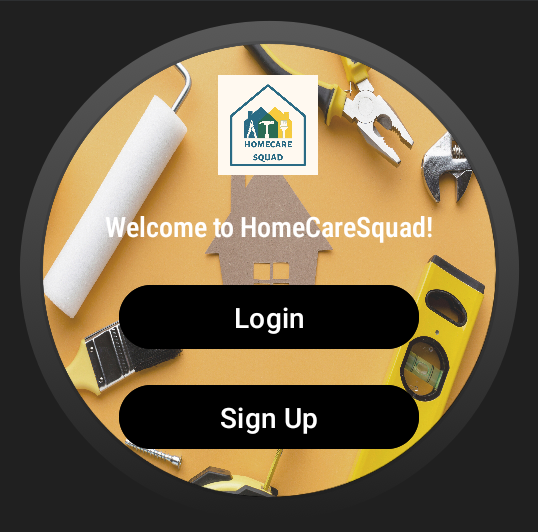 HOMECARE
SQUAD
Welcome to HomeCareSquad!
Login
Sign Up